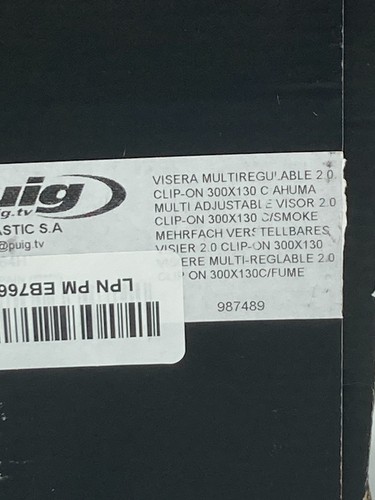 uig
ig.tv
ASTIC S.A
@puig.tv
VISERA MULTIREGULABLE 2.0
CLIP-ON 300X130 C AHUMA
MULTI ADJUSTABLE VISOR 2.0
CLIP-ON 300X130 C/SMOKE
MEHRFACH VERSTELLBARES
VISIER 2.0 CLIP-ON 300X130
ERE MULTI-REGLABLE 2.0
ON 300X130C/FUME
987489
LPN PM EB766